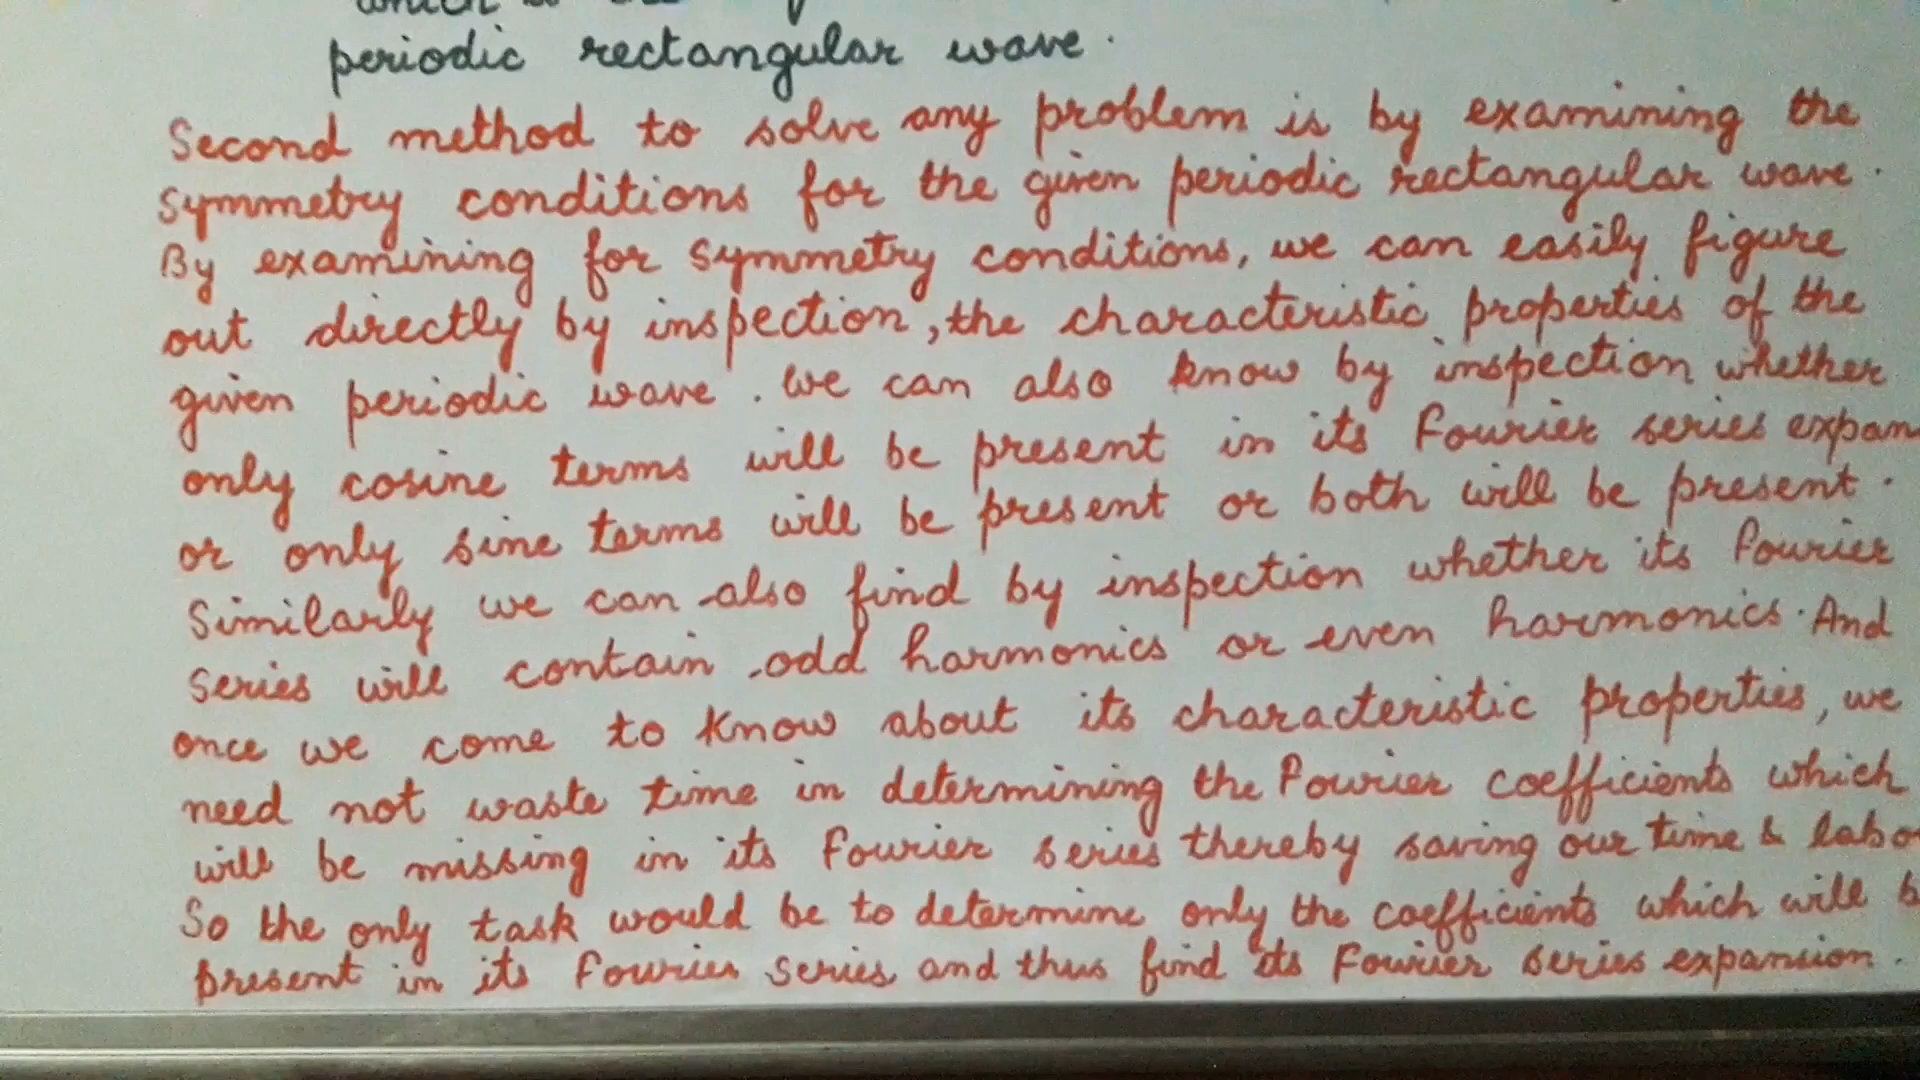 which is
periodic rectangular wave.
Second method to solve any problem is by examining the
symmetry conditions for the given periodic rectangular wave.
By examining for symmetry conditions, we can easily figure
out directly by inspection, the characteristic properties of the
given periodic wave. We can also know by inspection whether
only cosine terms will be present in its Fourier series expan
or only sine terms will be present or both will be present.
Similarly we can also find by inspection whether its Fourier
series will contain odd harmonics or even harmonics. And
once we come to know about its characteristic properties, we
need not waste time in determining the Fourier coefficients which
will be missing in its Fourier series thereby saving our time & labo
So the only task would be to determine only the coefficients which will b
present in its Fourier series and thus find its Fourier series expansion.